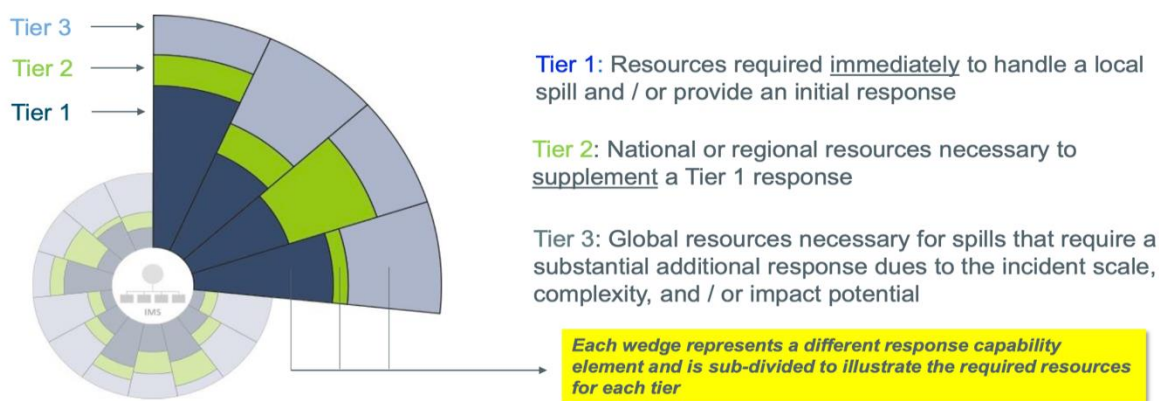 Tier 3
Tier 2
Tier 1
IMS
Tier 1: Resources required immediately to handle a local
spill and / or provide an initial response
Tier 2: National or regional resources necessary to
supplement a Tier 1 response
Tier 3: Global resources necessary for spills that require a
substantial additional response dues to the incident scale,
complexity, and / or impact potential
Each wedge represents a different response capability
element and is sub-divided to illustrate the required resources
for each tier